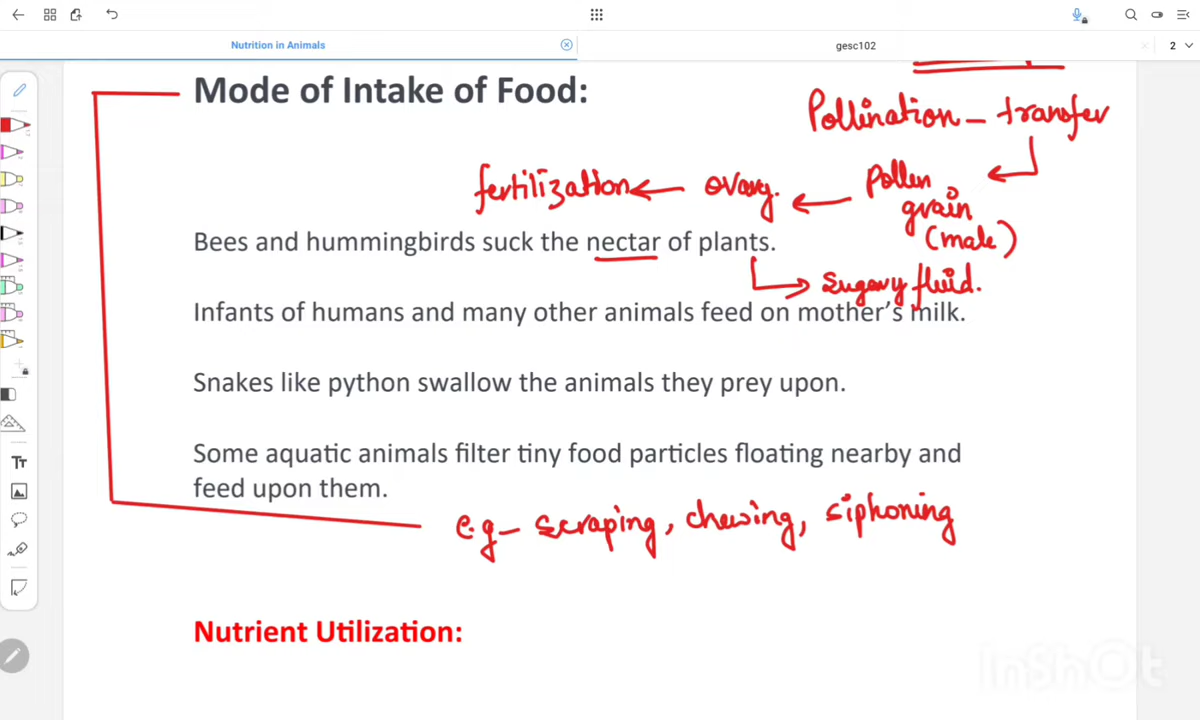 Nutrition in Animals
gesc102
2
Mode of Intake of Food:
Pollination - transfer
fertilization ← ovary. ← Pollen
grain
(male)
Bees and hummingbirds suck the nectar of plants.
Sugary fluid.
Infants of humans and many other animals feed on mother's milk.
Snakes like python swallow the animals they prey upon.
Some aquatic animals filter tiny food particles floating nearby and
feed upon them.
e.g - scraping, chewing, siphoning
Nutrient Utilization:
TT
InShOt